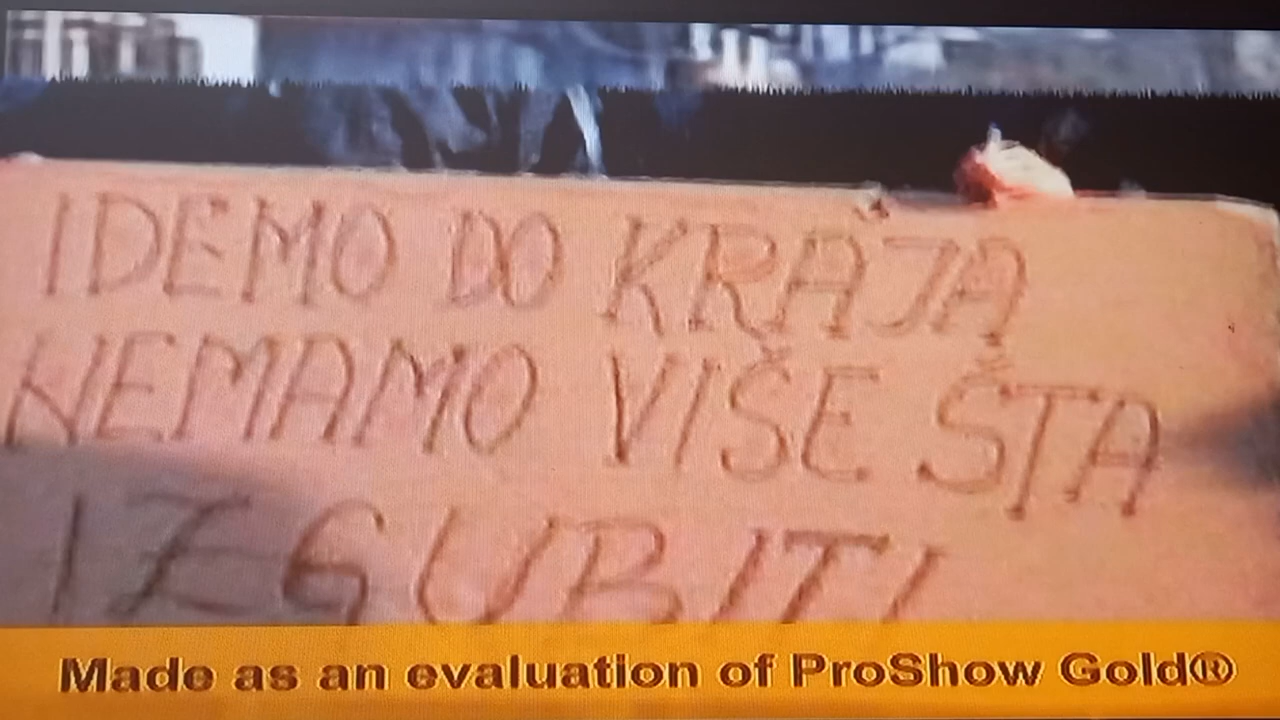 IDEMO DO KRAJA
NEMAMO VIŠE ŠTA
IZGUBITI
Made as an evaluation of ProShow Gold®